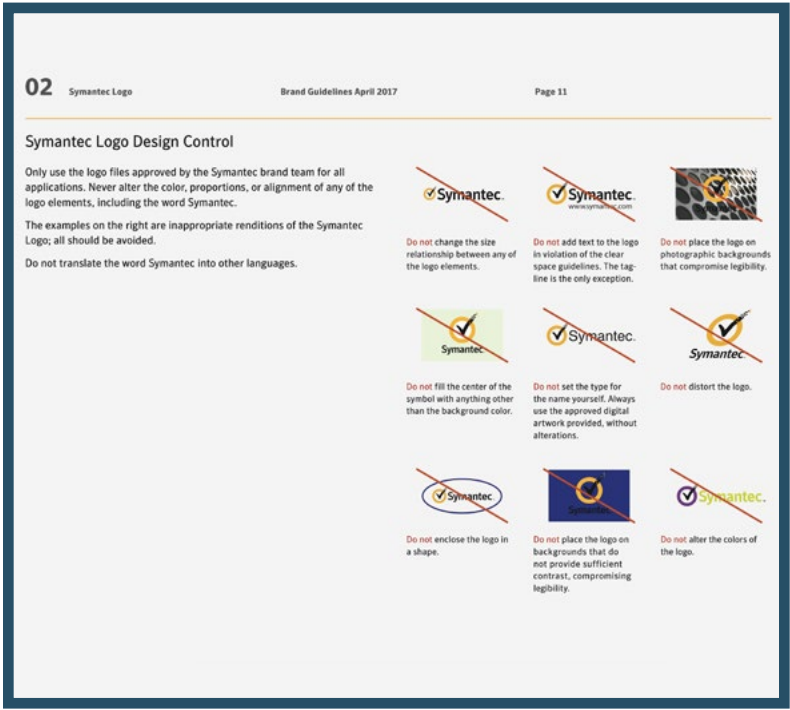 02 Symantec Logo Brand Guidelines April 2017 Page 11
Symantec Logo Design Control
Only use the logo files approved by the Symantec brand team for all
applications. Never alter the color, proportions, or alignment of any of the
logo elements, including the word Symantec.
The examples on the right are inappropriate renditions of the Symantec
Logo; all should be avoided.
Do not translate the word Symantec into other languages.
Symantec.
Do not change the size
relationship between any of
the logo elements.
Symantec.
www.symantec.com
Do not add text to the logo
in violation of the clear
space guidelines. The tag-
line is the only exception.
Do not place the logo on
photographic backgrounds
that compromise legibility.
Symantec.
Do not fill the center of the
symbol with anything other
than the background color.
Symantec.
Do not set the type for
the name yourself. Always
use the approved digital
artwork provided, without
alterations.
Symantec.
Do not distort the logo.
Symantec.
Do not enclose the logo in
a shape.
Symantec.
Do not place the logo on
backgrounds that do
not provide sufficient
contrast, compromising
legibility.
Symantec.
Do not alter the colors of
the logo.